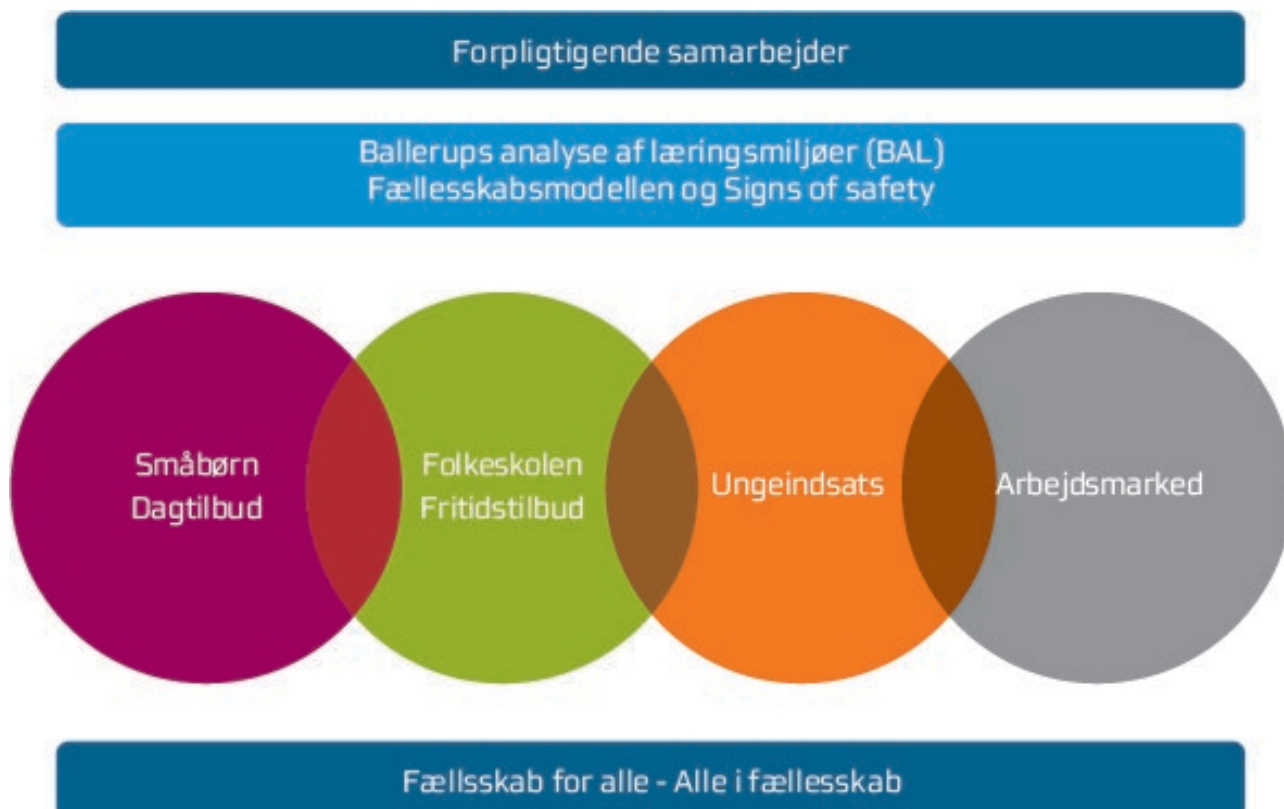 Forpligtigende samarbejder
Ballerups analyse af læringsmiljøer (BAL)
Fællesskabsmodellen og Signs of safety
Småbørn
Dagtilbud
Folkeskolen
Fritidstilbud
Ungeindsats
Arbejdsmarked
Fællsskab for alle - Alle i fællesskab